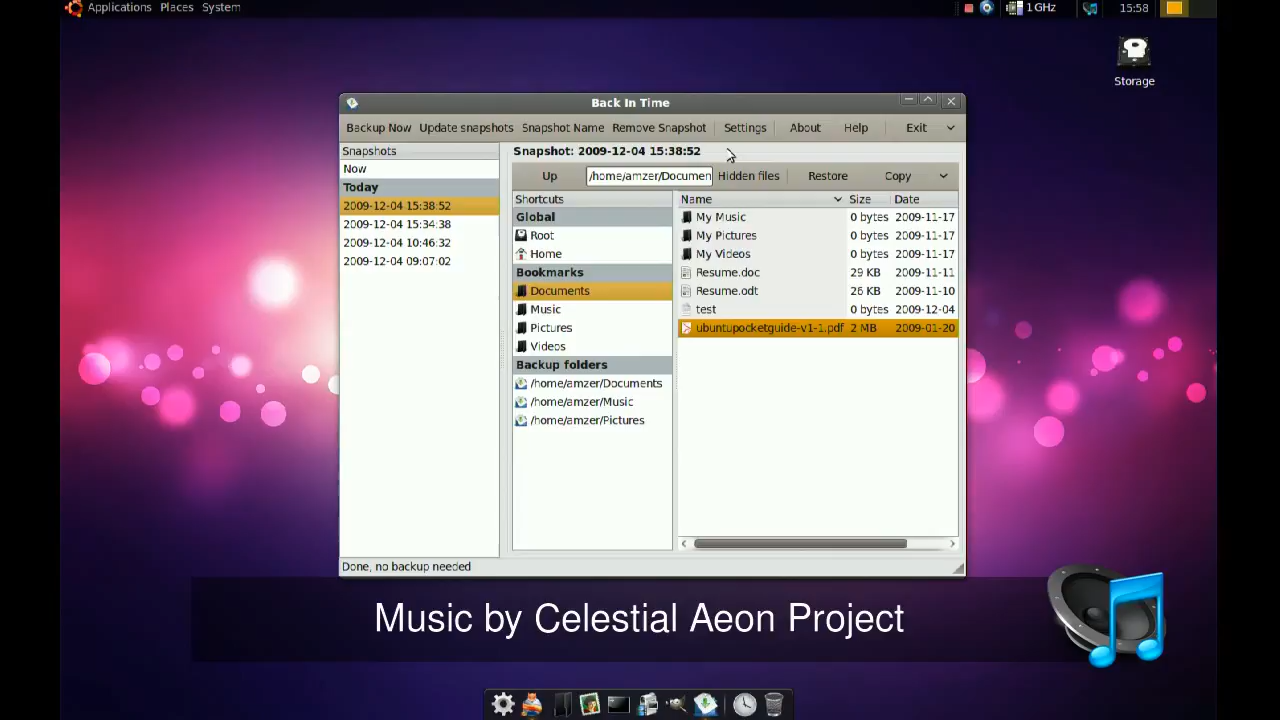 Applications Places System
1 GHz
15:58
Storage
Back In Time
Backup Now Update snapshots Snapshot Name Remove Snapshot Settings About Help Exit
Snapshots
Now
Today
2009-12-04 15:38:52
2009-12-04 15:34:38
2009-12-04 10:46:32
2009-12-04 09:07:02
Snapshot: 2009-12-04 15:38:52
Up /home/amzer/Documen Hidden files Restore Copy
Shortcuts
Global
Root
Home
Bookmarks
Documents
Music
Pictures
Videos
Backup folders
/home/amzer/Documents
/home/amzer/Music
/home/amzer/Pictures
Name Size Date
My Music 0 bytes 2009-11-17
My Pictures 0 bytes 2009-11-17
My Videos 0 bytes 2009-11-17
Resume.doc 29 KB 2009-11-11
Resume.odt 26 KB 2009-11-10
test 0 bytes 2009-12-04
ubuntupocketguide-v1-1.pdf 2 MB 2009-01-20
Done, no backup needed
Music by Celestial Aeon Project